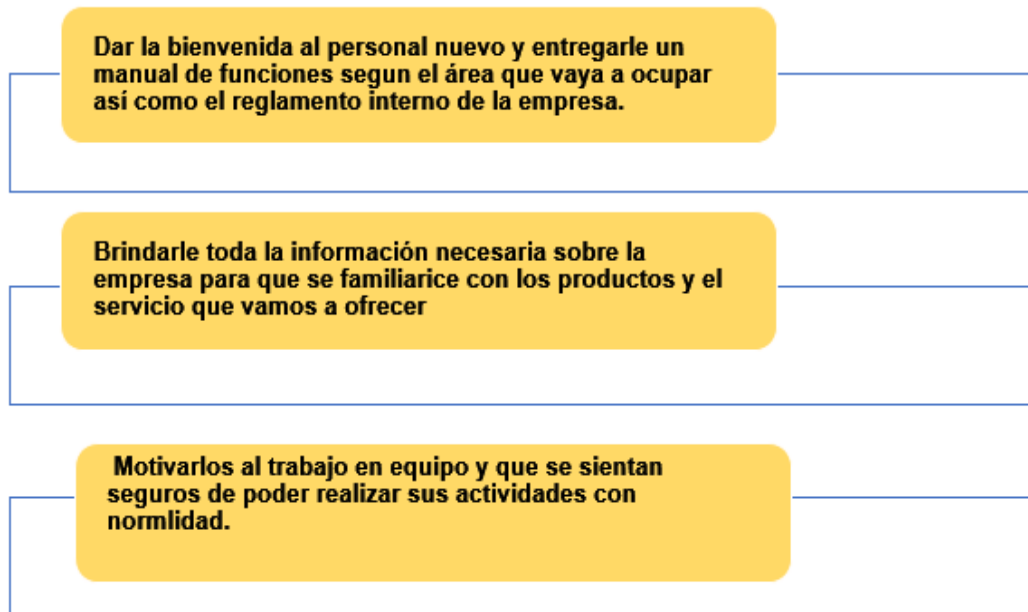 Dar la bienvenida al personal nuevo y entregarle un
manual de funciones segun el área que vaya a ocupar
así como el reglamento interno de la empresa.
Brindarle toda la información necesaria sobre la
empresa para que se familiarice con los productos y el
servicio que vamos a ofrecer
Motivarlos al trabajo en equipo y que se sientan
seguros de poder realizar sus actividades con
normlidad.